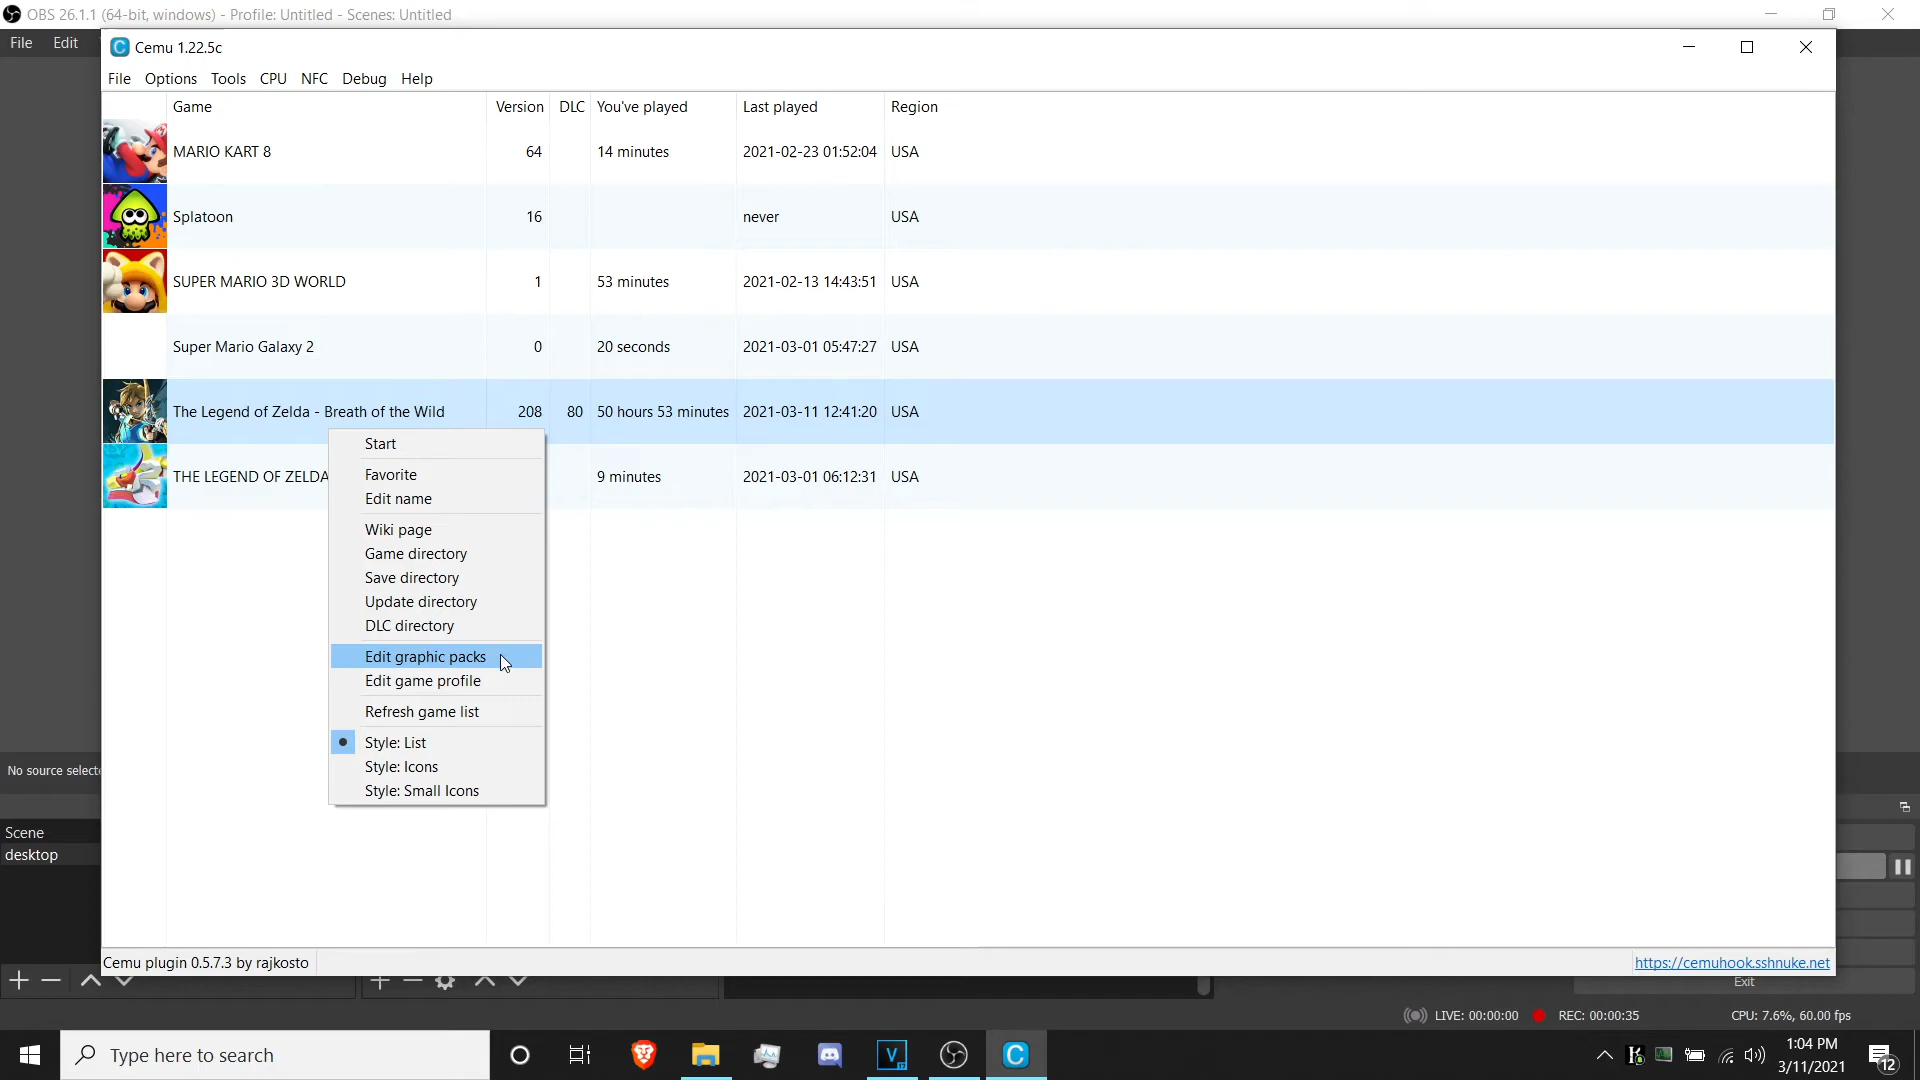 OBS 26.1.1 (64-bit, windows) - Profile: Untitled - Scenes: Untitled
File Edit
Cemu 1.22.5c
File Options Tools CPU NFC Debug Help
Game Version DLC You've played Last played Region
MARIO KART 8 64 14 minutes 2021-02-23 01:52:04 USA
Splatoon 16 never USA
SUPER MARIO 3D WORLD 1 53 minutes 2021-02-13 14:43:51 USA
Super Mario Galaxy 2 0 20 seconds 2021-03-01 05:47:27 USA
The Legend of Zelda - Breath of the Wild 208 80 50 hours 53 minutes 2021-03-11 12:41:20 USA
THE LEGEND OF ZELDA 9 minutes 2021-03-01 06:12:31 USA
Start
Favorite
Edit name
Wiki page
Game directory
Save directory
Update directory
DLC directory
Edit graphic packs
Edit game profile
Refresh game list
Style: List
Style: Icons
Style: Small Icons
No source selecte
Scene
desktop
Cemu plugin 0.5.7.3 by rajkosto
https://cemuhook.sshnuke.net
Exit
LIVE: 00:00:00 REC: 00:00:35 CPU: 7.6%, 60.00 fps
Type here to search
1:04 PM
3/11/2021
12